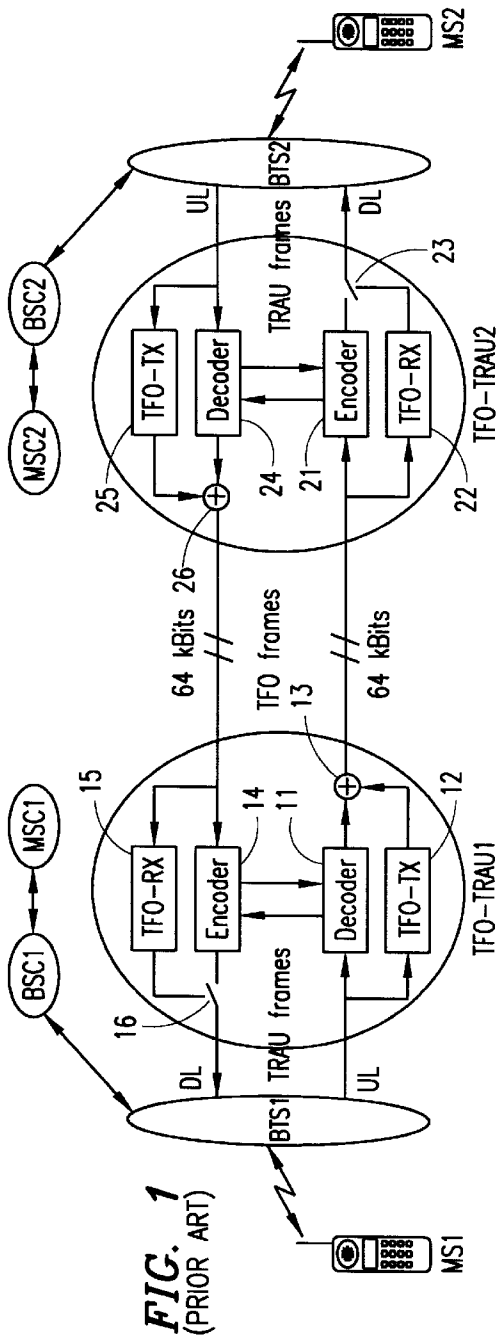 FIG. 1
(PRIOR ART)
BSC1
MSC1
MSC2
BSC2
15
TFO-RX
14
Encoder
16
DL
TRAU frames
11
Decoder
13
12
TFO-TX
UL
BTS1
MS1
TFO-TRAU1
64 kBits
TFO frames
64 kBits
25
TFO-TX
26
Decoder
24
UL
TRAU frames
21
Encoder
23
22
TFO-RX
DL
BTS2
MS2
TFO-TRAU2